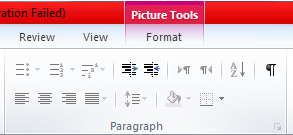 ation Failed)
Picture Tools
Review View Format
Paragraph